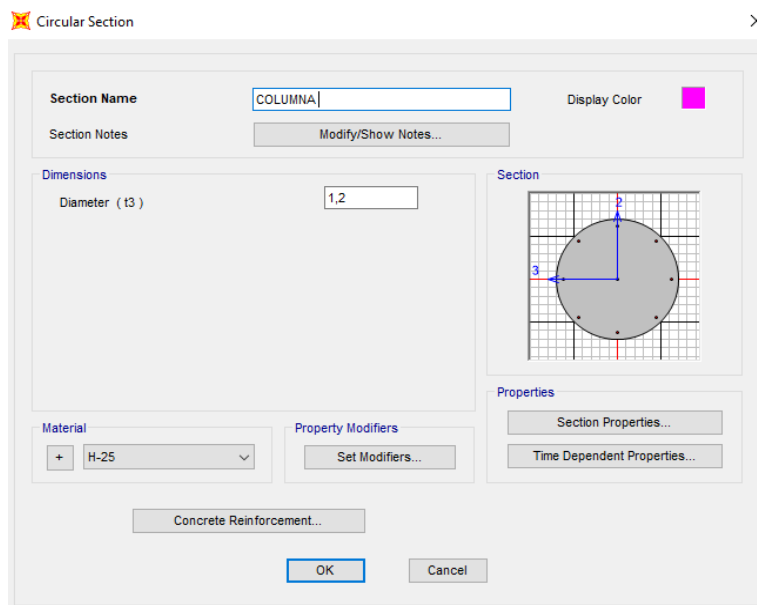 Circular Section
Section Name
COLUMNA
Display Color
Section Notes
Modify/Show Notes...
Dimensions
Diameter ( t3 )
1,2
Section
2
3
Properties
Section Properties...
Time Dependent Properties...
Material
+
H-25
Property Modifiers
Set Modifiers...
Concrete Reinforcement...
OK
Cancel